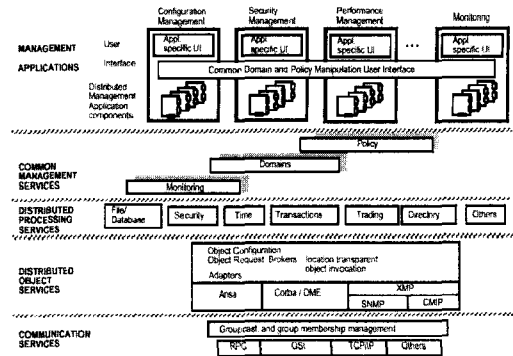 Configuration Management
Security Management
Performance Management
Monitoring
MANAGEMENT APPLICATIONS
User Interface
Appl. specific UI
Appl specific UI
Appl specific UI
...
Appl specific UI
Common Domain and Policy Manipulation User Interface
Distributed Management Application components
Policy
Domains
Monitoring
COMMON MANAGEMENT SERVICES
DISTRIBUTED PROCESSING SERVICES
File/ Database
Security
Time
Transactions
Trading
Directory
Others
DISTRIBUTED OBJECT SERVICES
Object Configuration
Object Request Brokers location transparent
object invocation
Adapters
Ansa
Corba / DME
XMP
SNMP
CMIP
COMMUNICATION SERVICES
Groupcast and group membership management
RPC
OSI
TCP/IP
Others